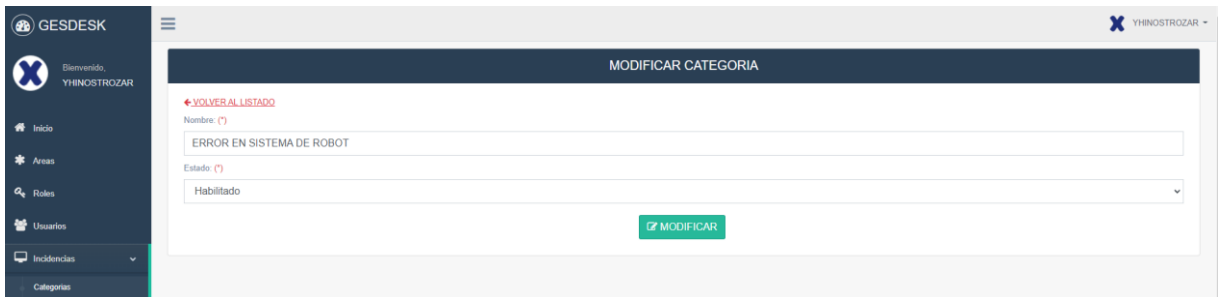 GESDESK
YHINOSTROZAR
Bienvenido,
YHINOSTROZAR
Inicio
Areas
Roles
Usuarios
Incidencias
Categorias
MODIFICAR CATEGORIA
VOLVER AL LISTADO
Nombre: (*)
ERROR EN SISTEMA DE ROBOT
Estado: (*)
Habilitado
MODIFICAR